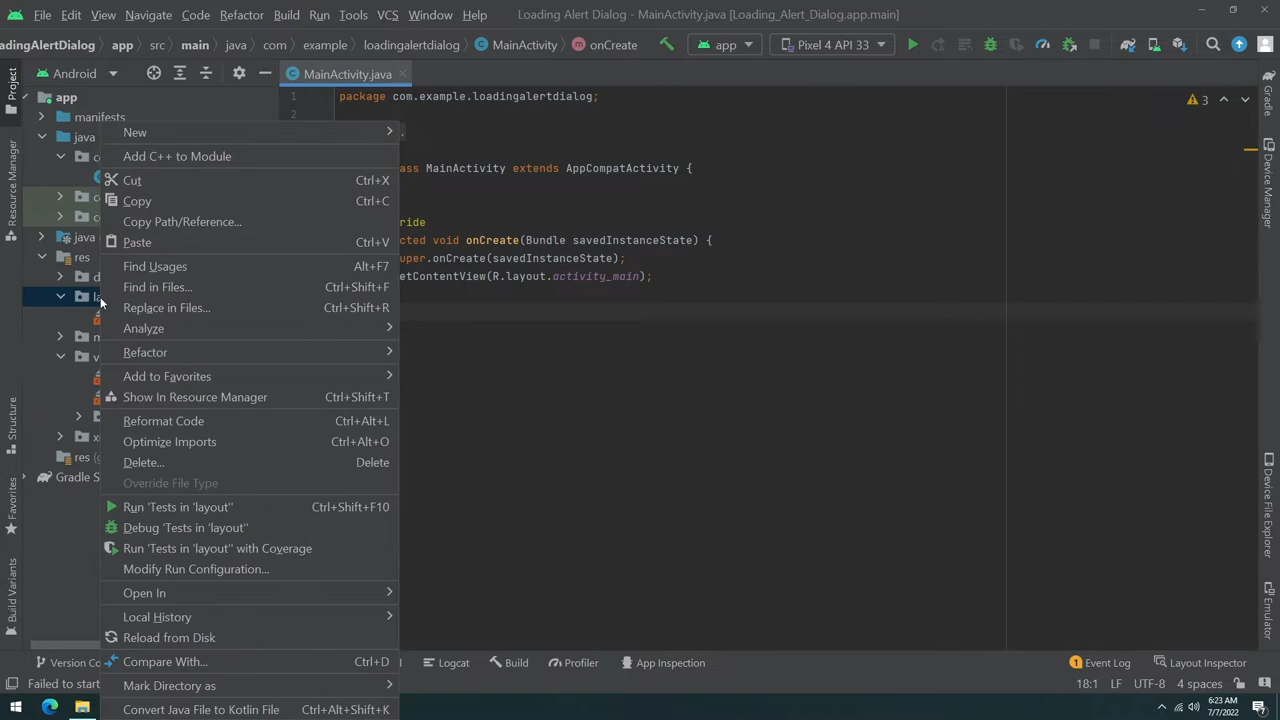 File Edit View Navigate Code Refactor Build Run Tools VCS Window Help Loading Alert Dialog - MainActivity.java [Loading_Alert_Dialog.app.main]
adingAlertDialog app src main java com example loadingalertdialog MainActivity onCreate app Pixel 4 API 33
Android MainActivity.java
Project
Resource Manager
Structure
Favorites
Build Variants
app
manifests
java
java
res
la
res
Gradle S
New
Add C++ to Module
Cut Ctrl+X
Copy Ctrl+C
Copy Path/Reference...
Paste Ctrl+V
Find Usages Alt+F7
Find in Files... Ctrl+Shift+F
Replace in Files... Ctrl+Shift+R
Analyze
Refactor
Add to Favorites
Show In Resource Manager Ctrl+Shift+T
Reformat Code Ctrl+Alt+L
Optimize Imports Ctrl+Alt+O
Delete... Delete
Override File Type
Run 'Tests in 'layout'' Ctrl+Shift+F10
Debug 'Tests in 'layout''
Run 'Tests in 'layout'' with Coverage
Modify Run Configuration...
Open In
Local History
Reload from Disk
Compare With... Ctrl+D
Mark Directory as
Convert Java File to Kotlin File Ctrl+Alt+Shift+K
1 package com.example.loadingalertdialog;
2
.
ass MainActivity extends AppCompatActivity {
ride
cted void onCreate(Bundle savedInstanceState) {
uper.onCreate(savedInstanceState);
etContentView(R.layout.activity_main);
3
Gradle
Device Manager
Device File Explorer
Emulator
Version Co Logcat Build Profiler App Inspection 1 Event Log Layout Inspector
Failed to start 18:1 LF UTF-8 4 spaces
6:23 AM
7/7/2022
7